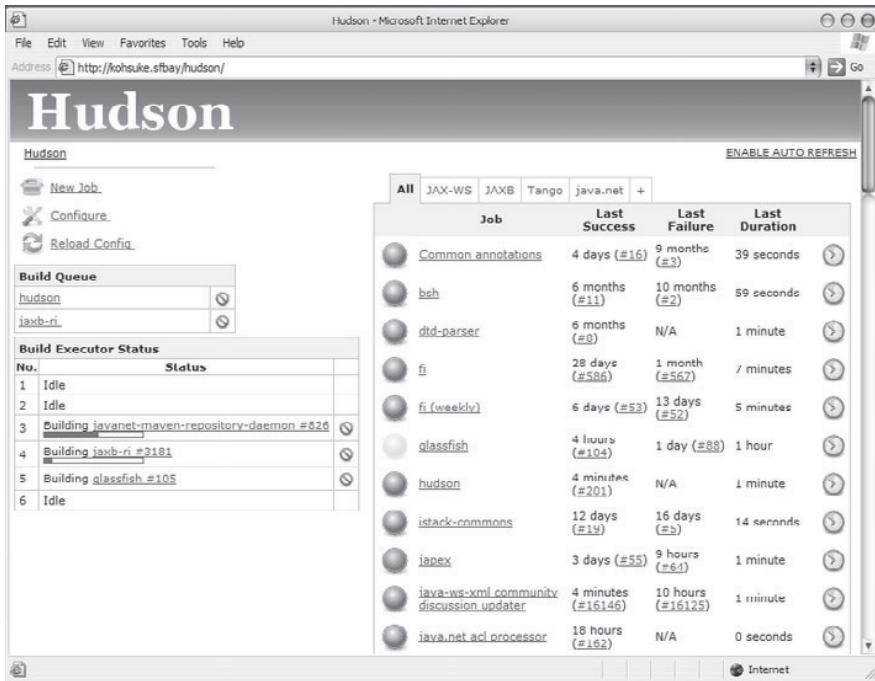 Hudson - Microsoft Internet Explorer
File Edit View Favorites Tools Help
Address http://kohsuke.sfbay/hudson/ Go
Hudson
Hudson
ENABLE AUTO REFRESH
New Job
Configure
Reload Config
Build Queue
hudson
jaxb-ri
Build Executor Status
No. Status
1 Idle
2 Idle
3 Building javanet-maven-repository-daemon #826
4 Building jaxb-ri #3181
5 Building glassfish #105
6 Idle
All JAX-WS JAXB Tango java.net +
Job Last Success Last Failure Last Duration
Common annotations 4 days (#16) 9 months (#3) 39 seconds
bsh 6 months (#11) 10 months (#2) 59 seconds
dtd-parser 6 months (#8) N/A 1 minute
fi 28 days (#586) 1 month (#567) 7 minutes
fi (weekly) 6 days (#53) 13 days (#52) 5 minutes
glassfish 4 hours (#104) 1 day (#88) 1 hour
hudson 4 minutes (#201) N/A 1 minute
istack-commons 12 days (#19) 16 days (#5) 14 seconds
japex 3 days (#55) 9 hours (#64) 1 minute
java-ws-xml community discussion updater 4 minutes (#16146) 10 hours (#16125) 1 minute
java.net acl processor 18 hours (#162) N/A 0 seconds
Internet